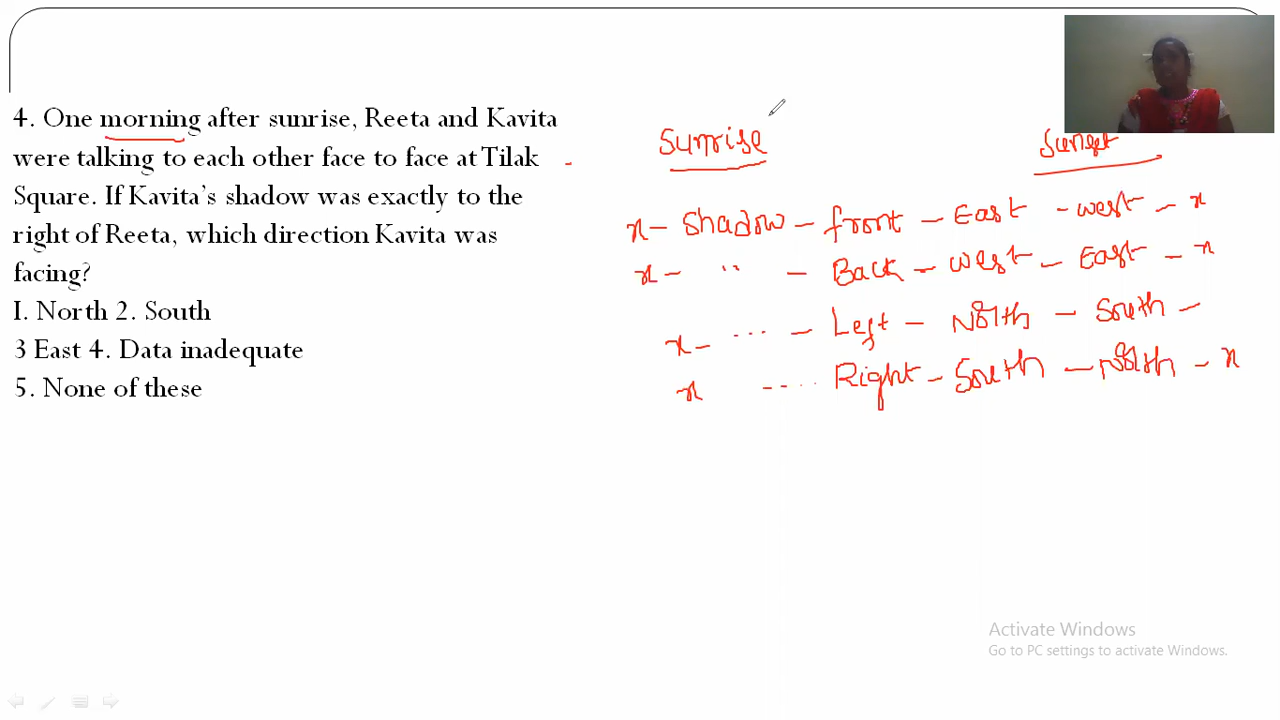 4. One morning after sunrise, Reeta and Kavita
were talking to each other face to face at Tilak
Square. If Kavita's shadow was exactly to the
right of Reeta, which direction Kavita was
facing?
I. North 2. South
3 East 4. Data inadequate
5. None of these
Sunrise
Sunset
x - Shadow - front - East - west - x
x - " - Back - west - East - x
x - ... - Left - North - South -
x .... Right - South - North - x
Activate Windows
Go to PC settings to activate Windows.